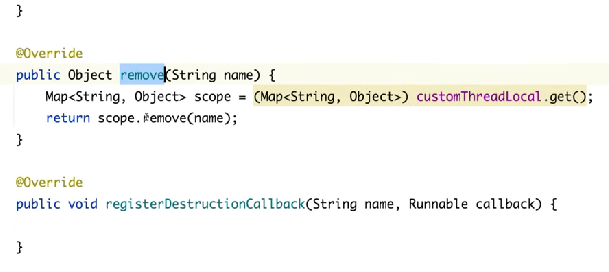 }
@Override
public Object remove(String name) {
Map<String, Object> scope = (Map<String, Object>) customThreadLocal.get();
return scope.remove(name);
}
@Override
public void registerDestructionCallback(String name, Runnable callback) {
}